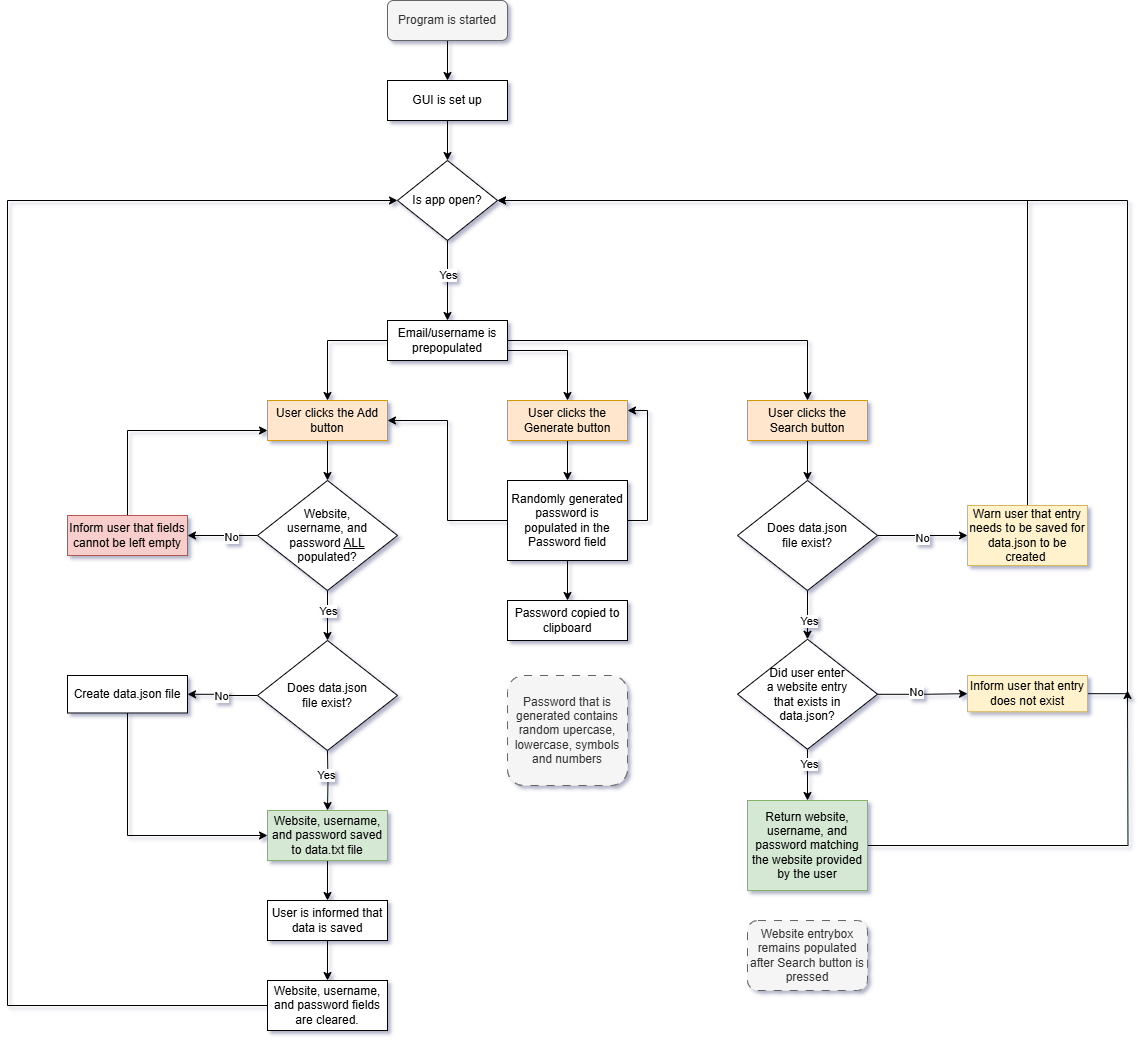 Program is started
GUI is set up
Is app open?
Yes
Email/username is
prepopulated
User clicks the Add
button
User clicks the
Generate button
User clicks the
Search button
Website,
username, and
password ALL
populated?
No
Inform user that fields
cannot be left empty
Yes
Randomly generated
password is
populated in the
Password field
Password copied to
clipboard
Does data.json
file exist?
No
Warn user that entry
needs to be saved for
data.json to be
created
Yes
Does data.json
file exist?
No
Create data.json file
Yes
Password that is
generated contains
random upercase,
lowercase, symbols
and numbers
Did user enter
a website entry
that exists in
data.json?
No
Inform user that entry
does not exist
Yes
Website, username,
and password saved
to data.txt file
Return website,
username, and
password matching
the website provided
by the user
User is informed that
data is saved
Website entrybox
remains populated
after Search button is
pressed
Website, username,
and password fields
are cleared.